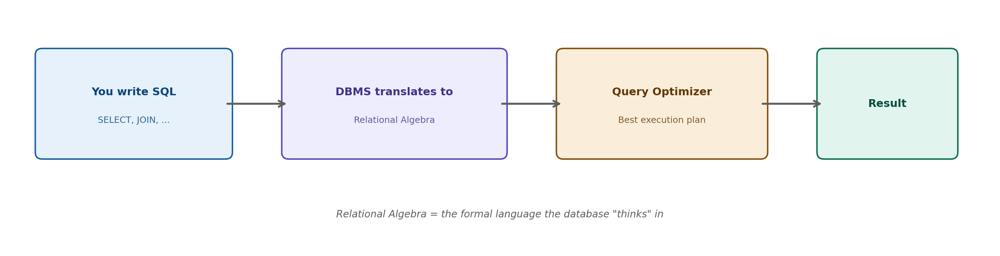 You write SQL
SELECT, JOIN, ...
DBMS translates to
Relational Algebra
Query Optimizer
Best execution plan
Result
Relational Algebra = the formal language the database "thinks" in